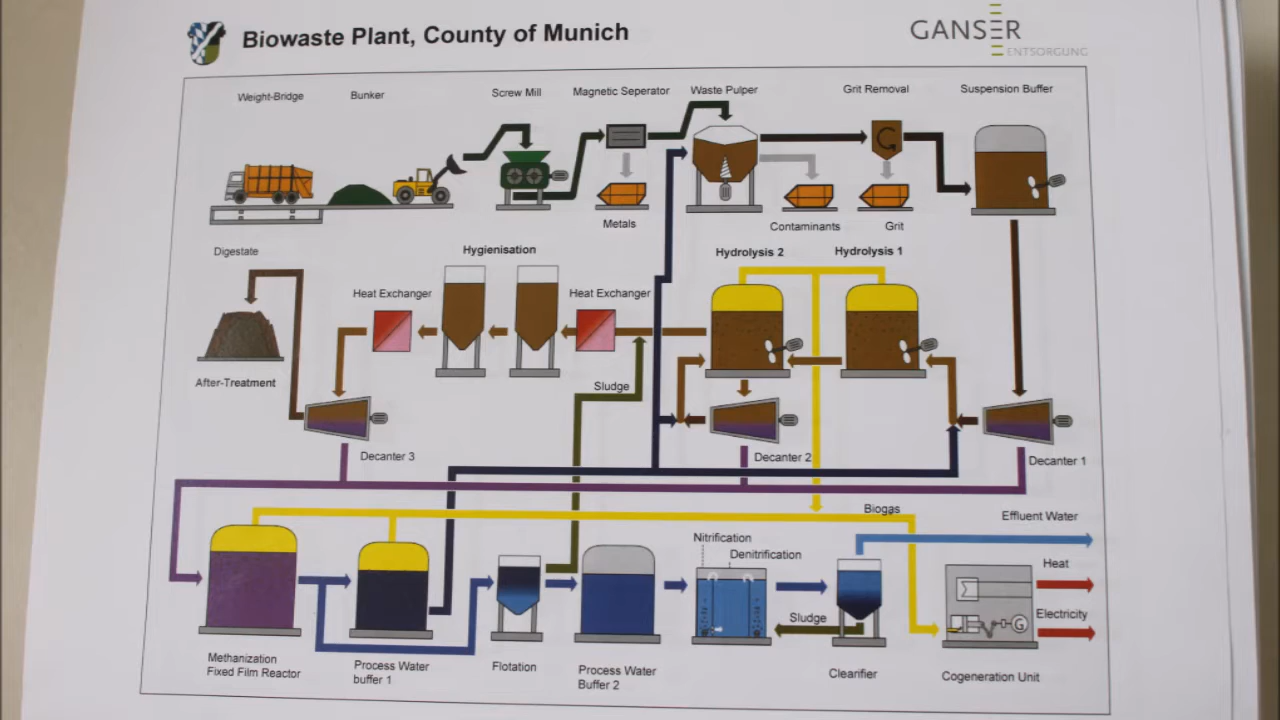 Biowaste Plant, County of Munich
GANSER
ENTSORGUNG
Weight-Bridge
Bunker
Screw Mill
Magnetic Seperator
Waste Pulper
Grit Removal
Suspension Buffer
Metals
Contaminants
Grit
Digestate
Hygienisation
Hydrolysis 2
Hydrolysis 1
Heat Exchanger
Heat Exchanger
After-Treatment
Sludge
Decanter 3
Decanter 2
Decanter 1
Biogas
Effluent Water
Nitrification
Denitrification
Heat
Electricity
G
Sludge
Methanization
Fixed Film Reactor
Process Water
buffer 1
Flotation
Process Water
Buffer 2
Clearifier
Cogeneration Unit